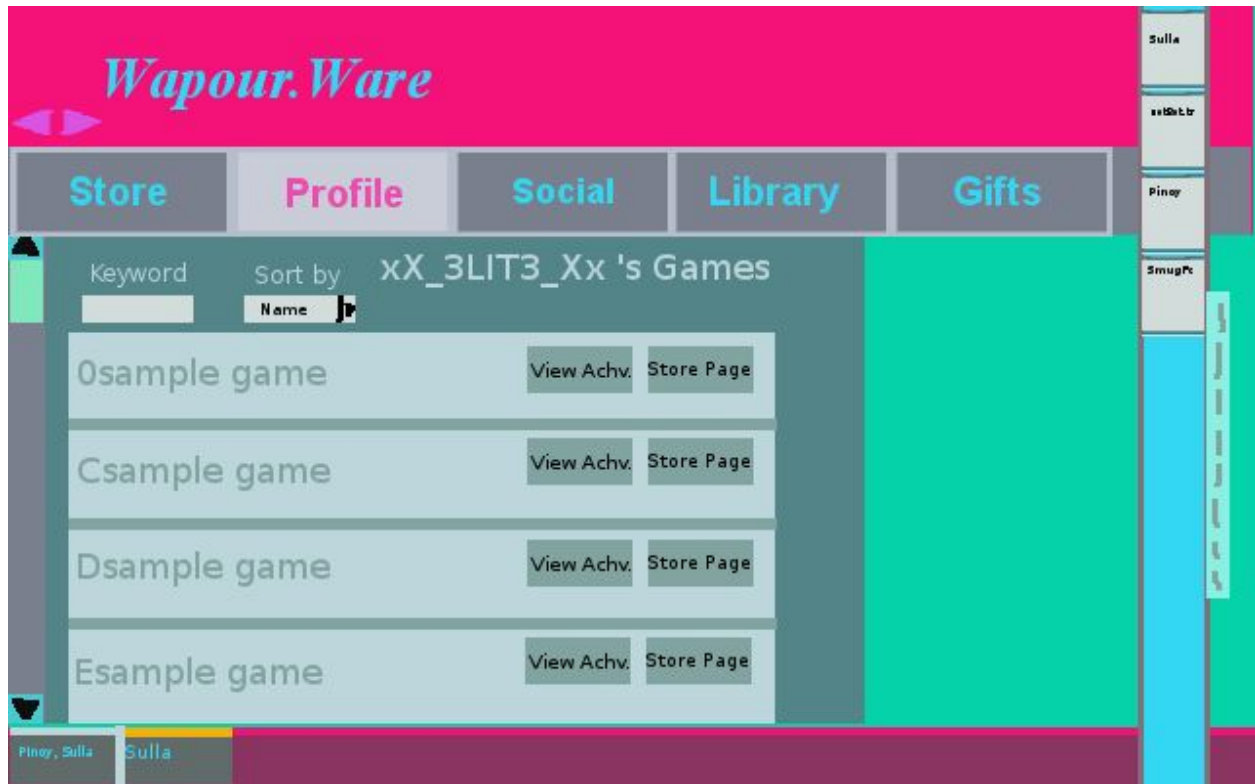 Wapour.Ware
Store Profile Social Library Gifts
Keyword Sort by xX_3LIT3_Xx 's Games
Name
0sample game View Achv. Store Page
Csample game View Achv. Store Page
Dsample game View Achv. Store Page
Esample game View Achv. Store Page
Sulla
Pinoy
Pinoy, Sulla Sulla